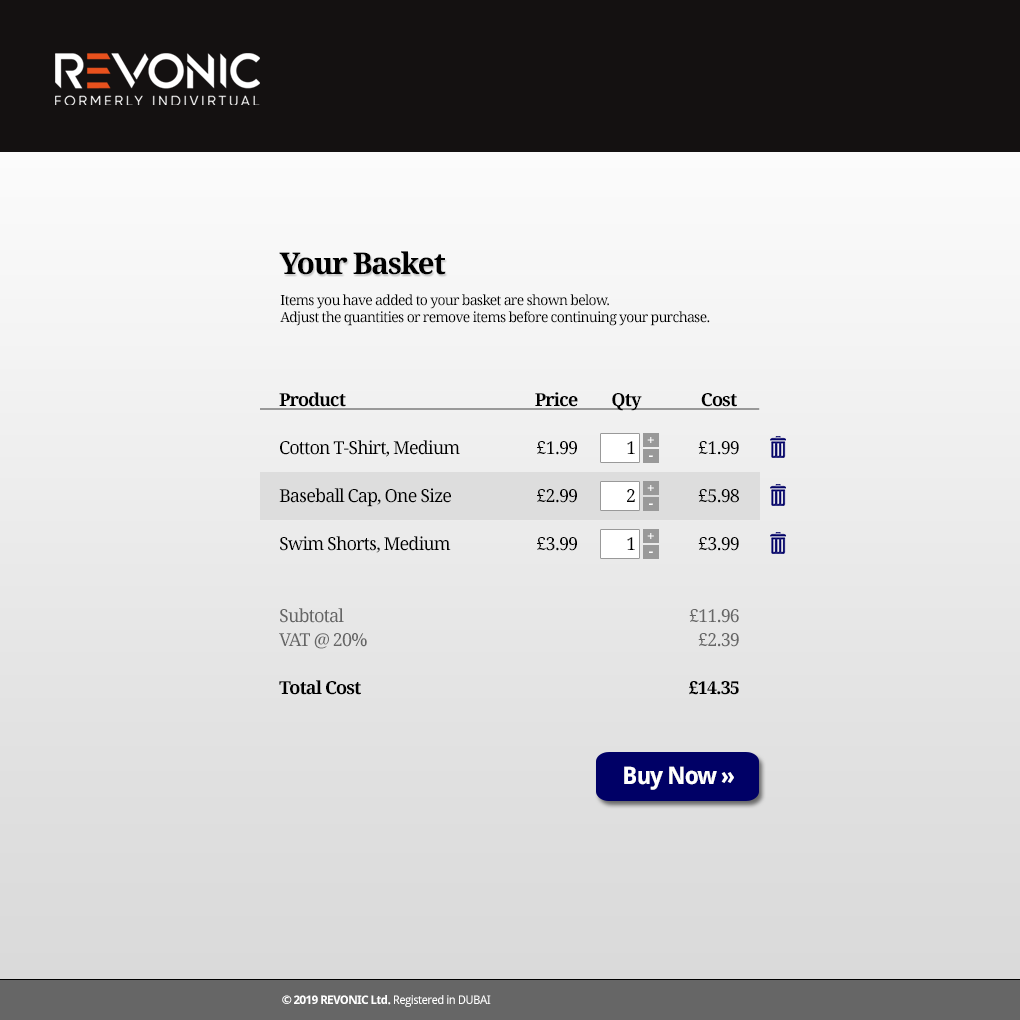 REVONIC
FORMERLY INDIVIRTUAL
Your Basket
Items you have added to your basket are shown below.
Adjust the quantities or remove items before continuing your purchase.
Product Price Qty Cost
Cotton T-Shirt, Medium £1.99 1 + - £1.99
Baseball Cap, One Size £2.99 2 + - £5.98
Swim Shorts, Medium £3.99 1 + - £3.99
Subtotal £11.96
VAT @ 20% £2.39
Total Cost £14.35
Buy Now »
© 2019 REVONIC Ltd. Registered in DUBAI